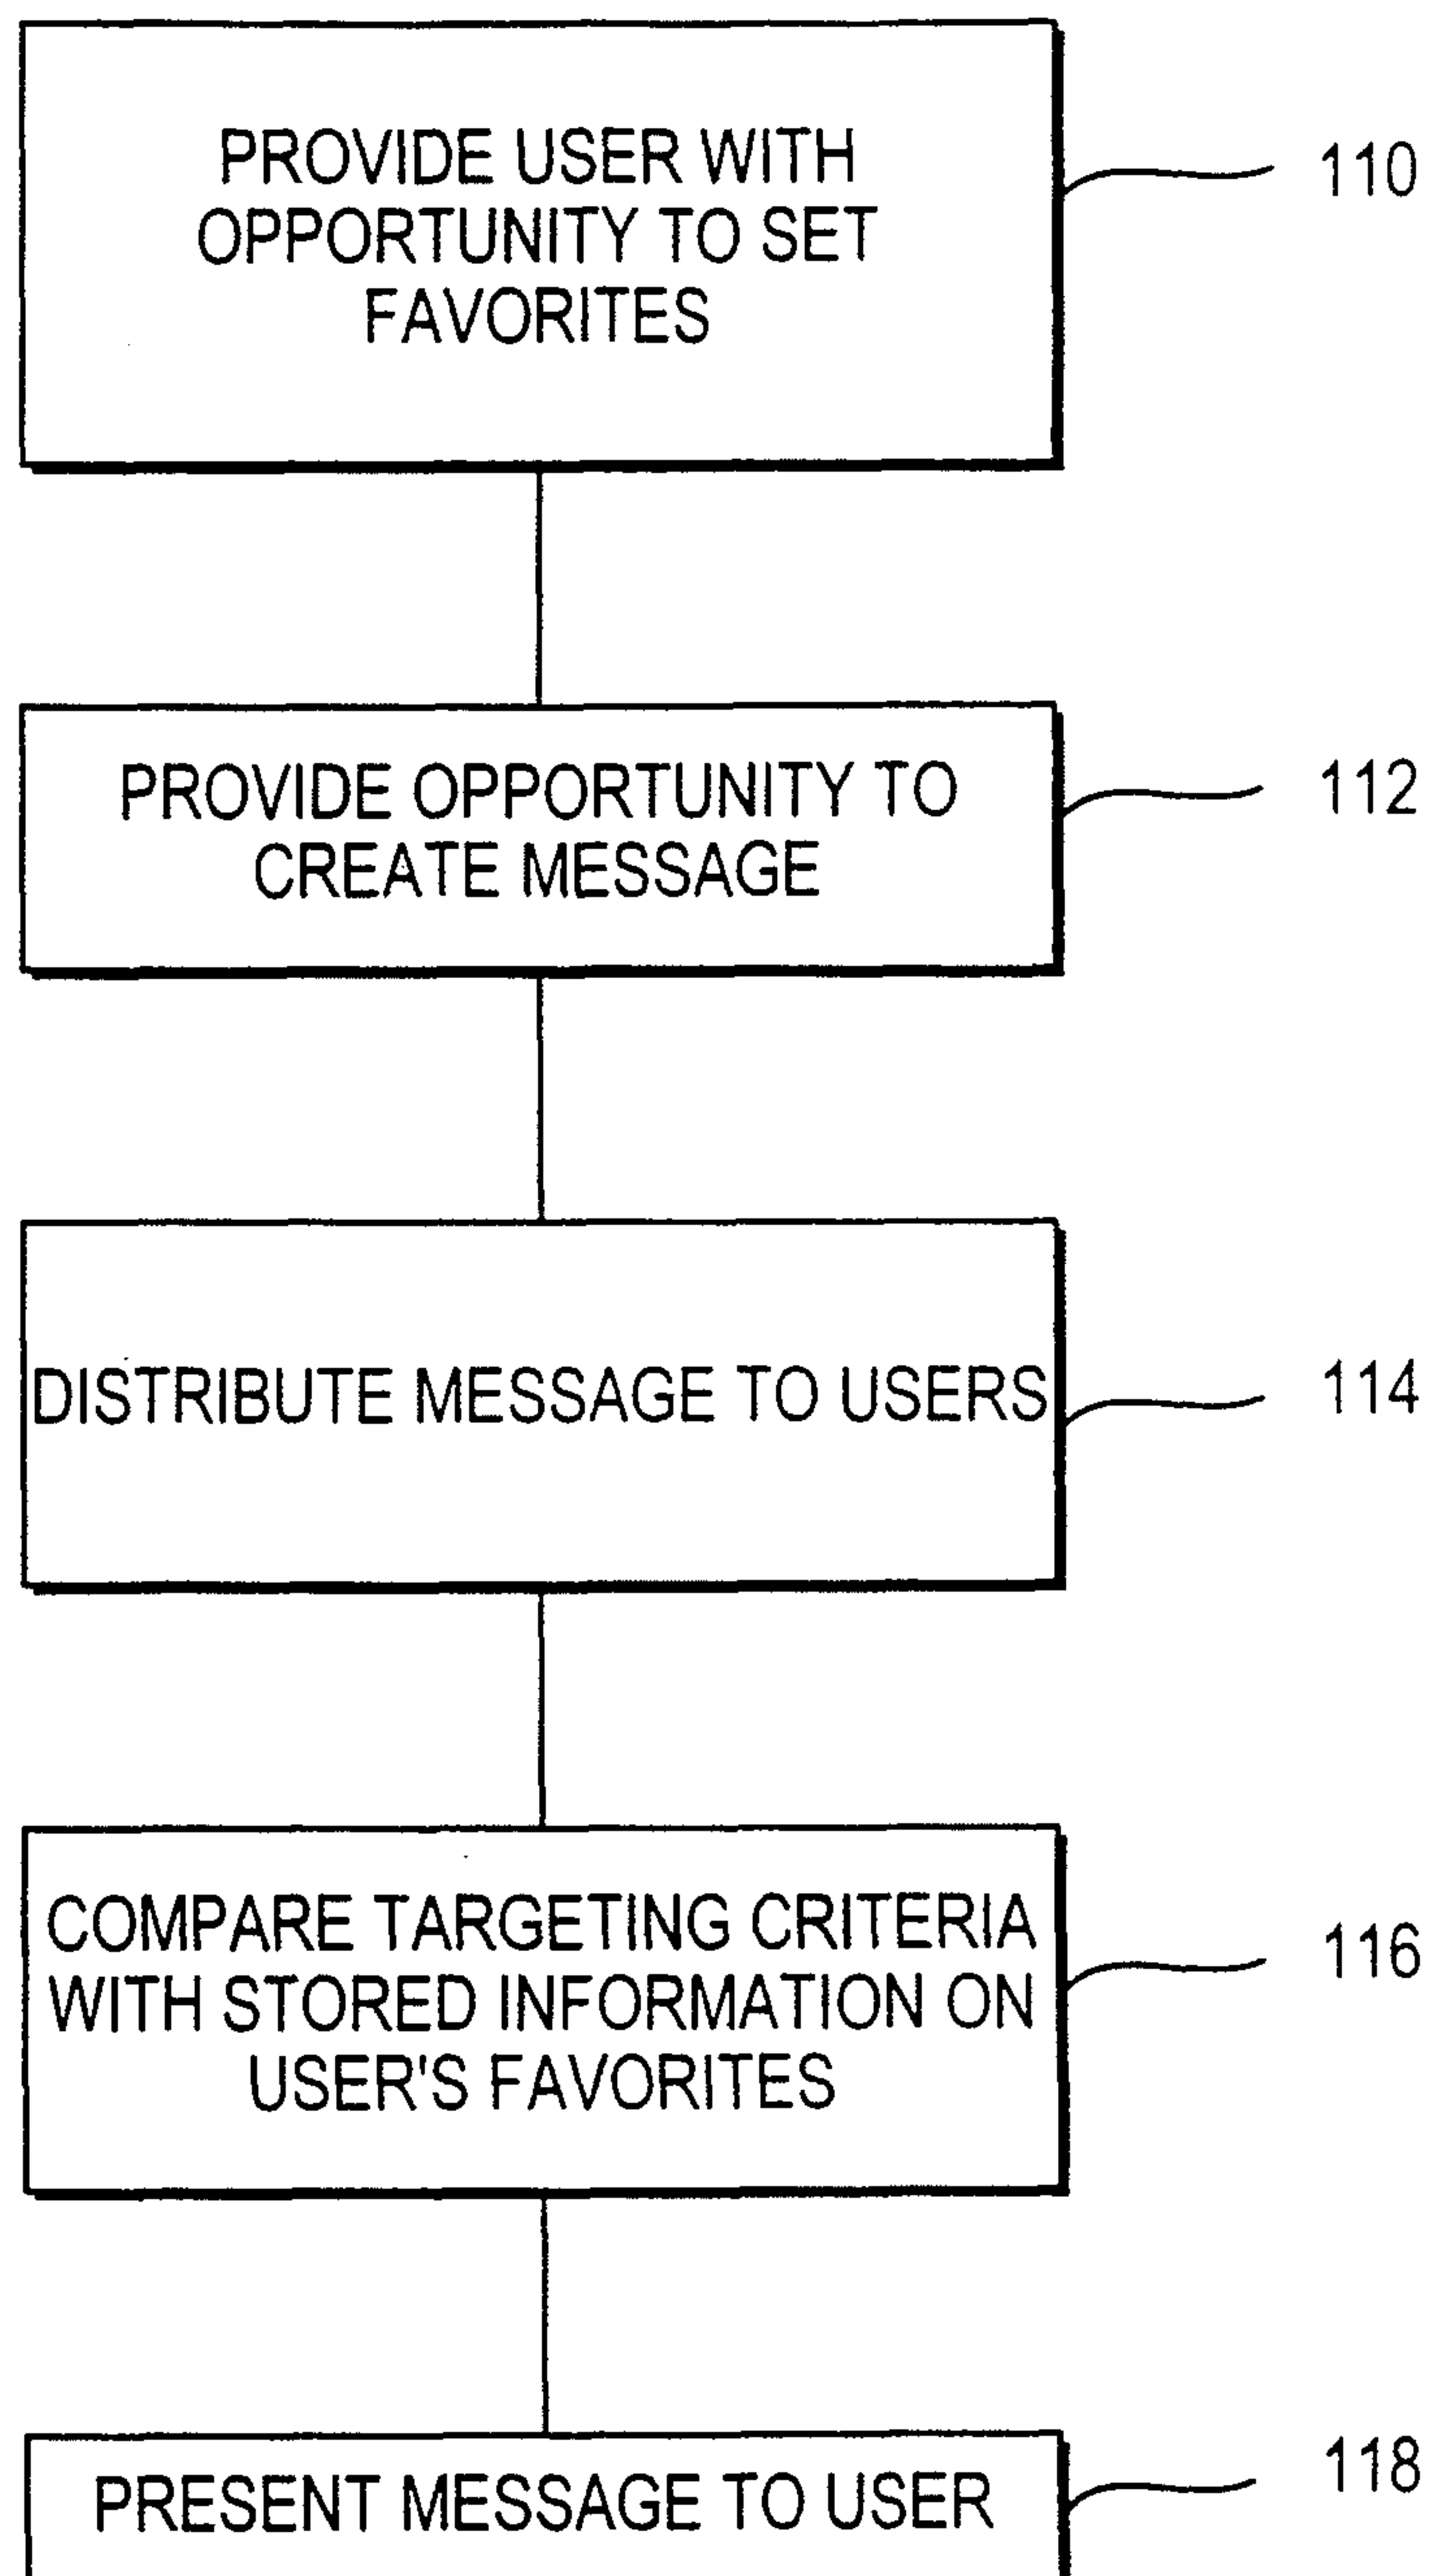 PROVIDE USER WITH
OPPORTUNITY TO SET
FAVORITES
110
PROVIDE OPPORTUNITY TO
CREATE MESSAGE
112
DISTRIBUTE MESSAGE TO USERS
114
COMPARE TARGETING CRITERIA
WITH STORED INFORMATION ON
USER'S FAVORITES
116
PRESENT MESSAGE TO USER
118